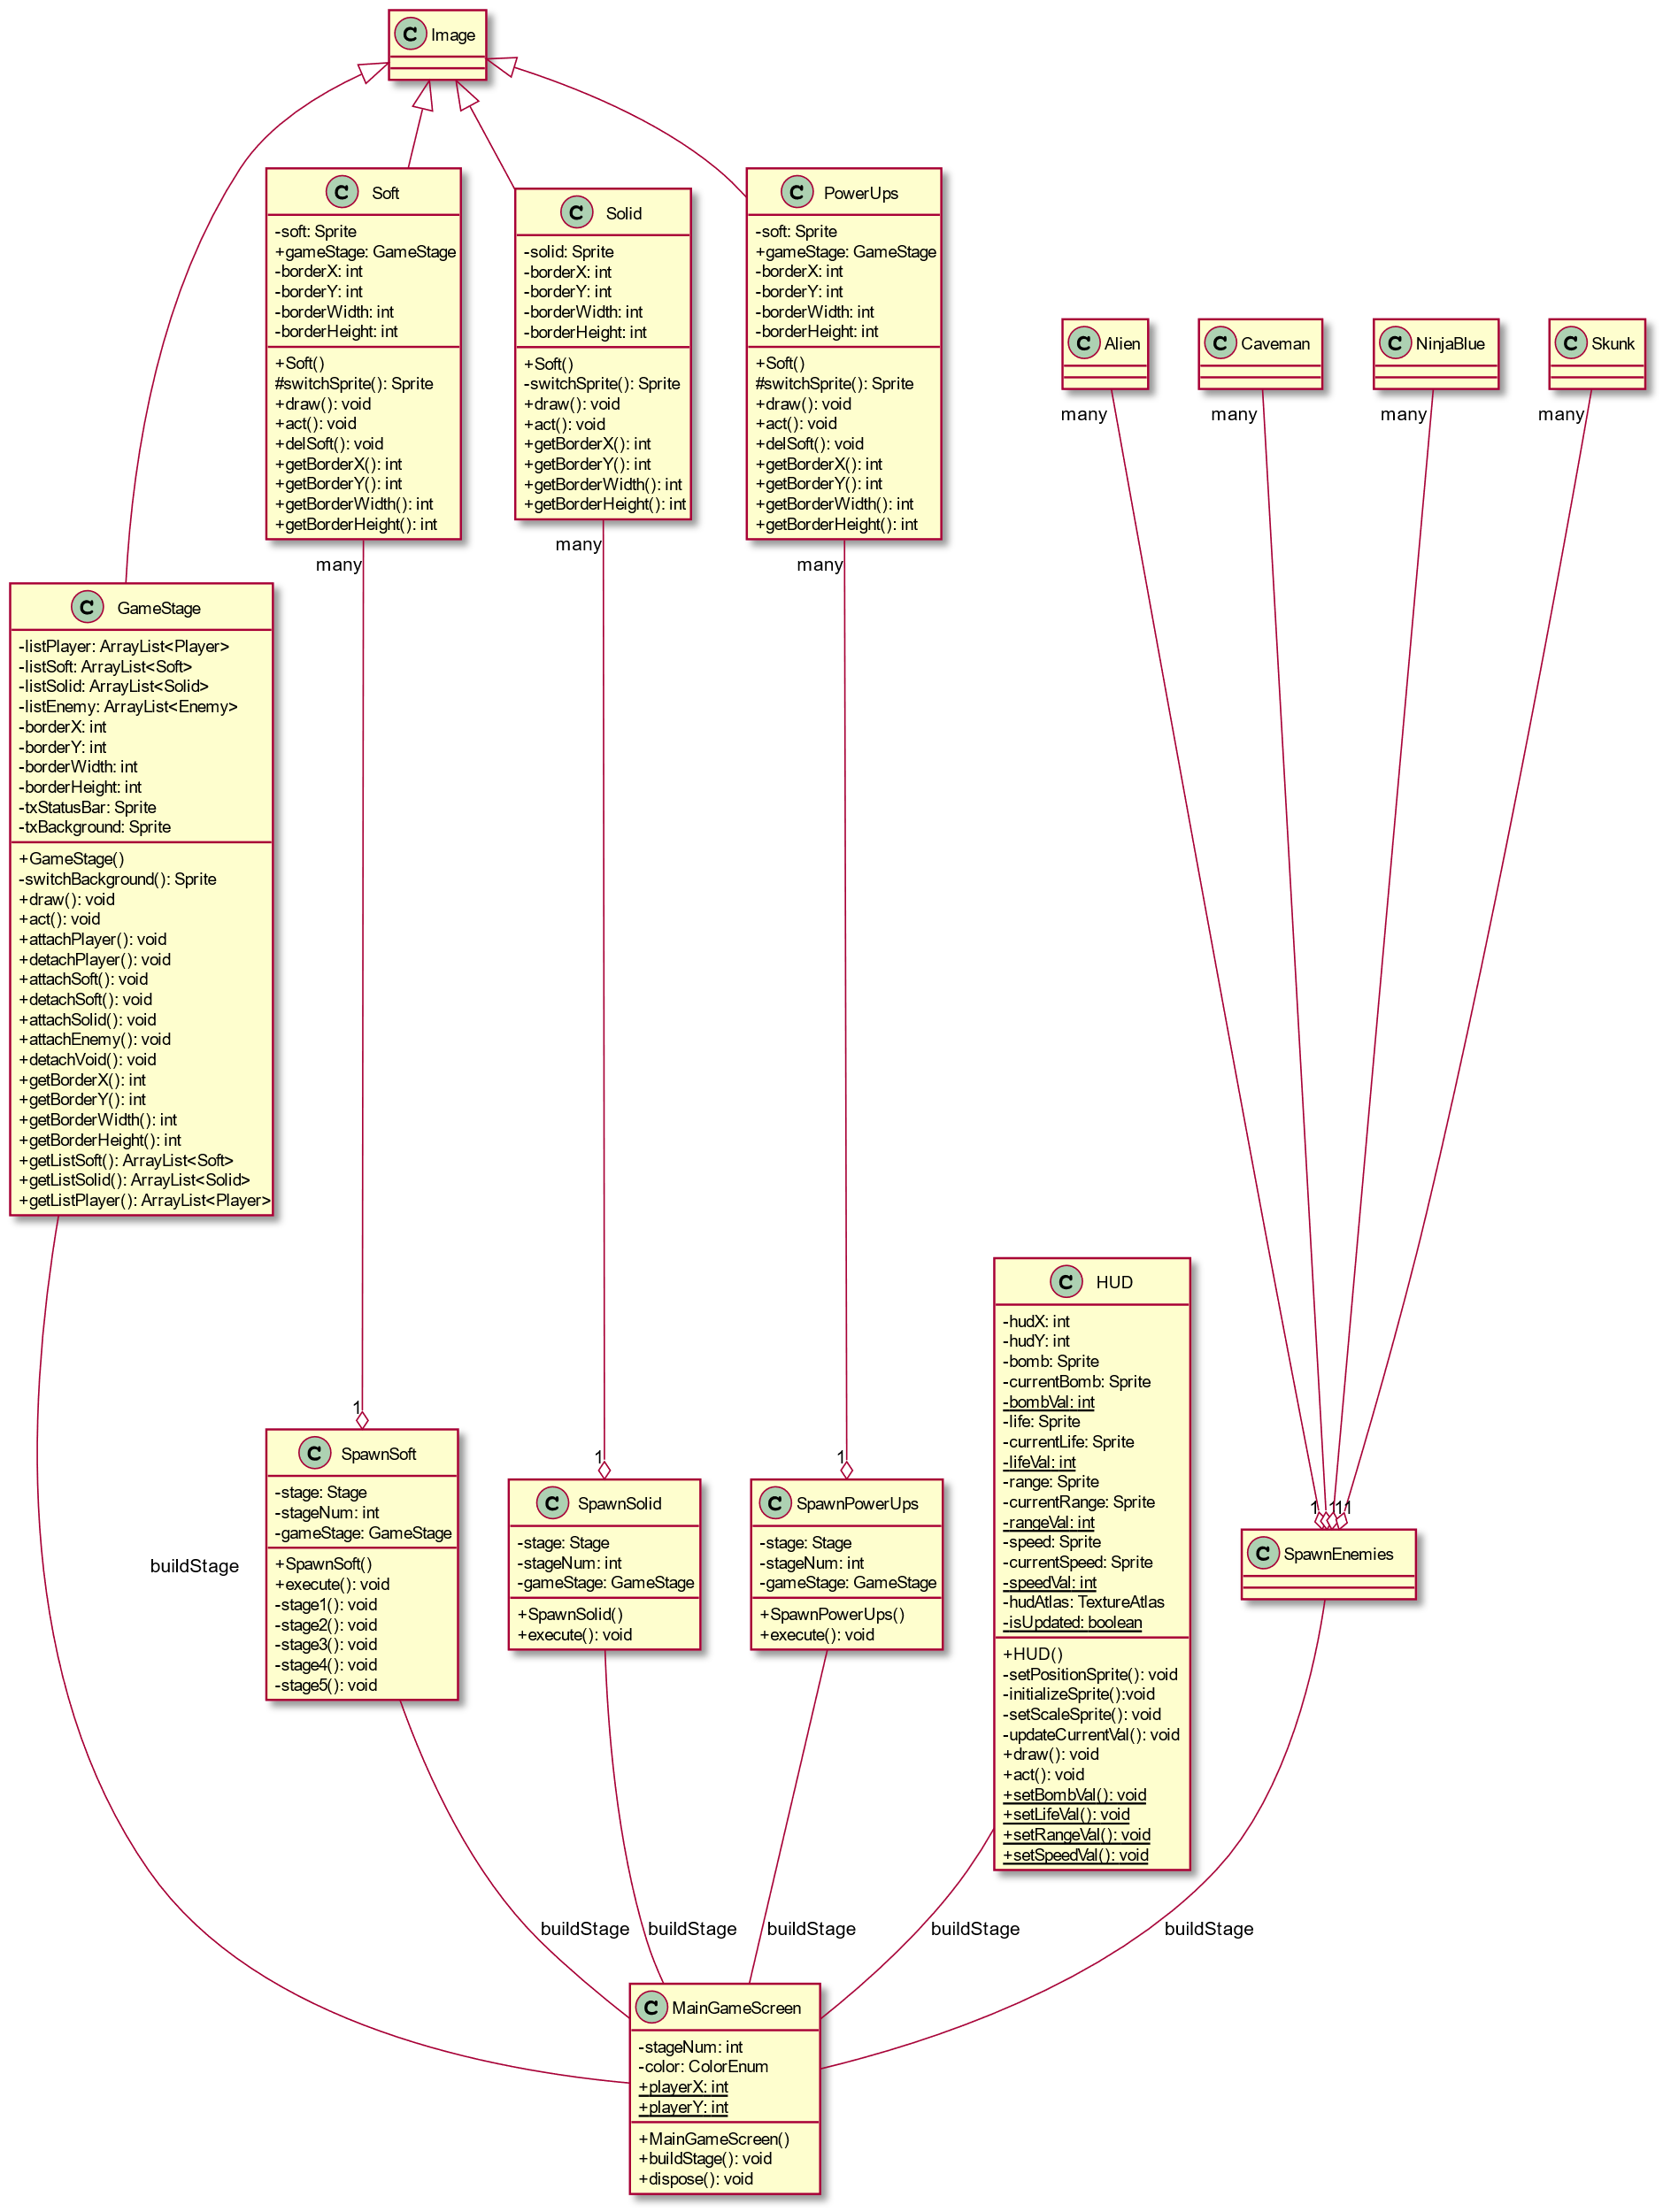 Image
Soft
-soft: Sprite
+gameStage: GameStage
-borderX: int
-borderY: int
-borderWidth: int
-borderHeight: int
+Soft()
#switchSprite(): Sprite
+draw(): void
+act(): void
+delSoft(): void
+getBorderX(): int
+getBorderY(): int
+getBorderWidth(): int
+getBorderHeight(): int
Solid
-solid: Sprite
-borderX: int
-borderY: int
-borderWidth: int
-borderHeight: int
+Soft()
-switchSprite(): Sprite
+draw(): void
+act(): void
+getBorderX(): int
+getBorderY(): int
+getBorderWidth(): int
+getBorderHeight(): int
PowerUps
-soft: Sprite
+gameStage: GameStage
-borderX: int
-borderY: int
-borderWidth: int
-borderHeight: int
+Soft()
#switchSprite(): Sprite
+draw(): void
+act(): void
+delSoft(): void
+getBorderX(): int
+getBorderY(): int
+getBorderWidth(): int
+getBorderHeight(): int
Alien
Caveman
NinjaBlue
Skunk
many
many
many
many
many
many
many
GameStage
-listPlayer: ArrayList<Player>
-listSoft: ArrayList<Soft>
-listSolid: ArrayList<Solid>
-listEnemy: ArrayList<Enemy>
-borderX: int
-borderY: int
-borderWidth: int
-borderHeight: int
-txStatusBar: Sprite
-txBackground: Sprite
+GameStage()
-switchBackground(): Sprite
+draw(): void
+act(): void
+attachPlayer(): void
+detachPlayer(): void
+attachSoft(): void
+detachSoft(): void
+attachSolid(): void
+attachEnemy(): void
+detachVoid(): void
+getBorderX(): int
+getBorderY(): int
+getBorderWidth(): int
+getBorderHeight(): int
+getListSoft(): ArrayList<Soft>
+getListSolid(): ArrayList<Solid>
+getListPlayer(): ArrayList<Player>
HUD
-hudX: int
-hudY: int
-bomb: Sprite
-currentBomb: Sprite
-bombVal: int
-life: Sprite
-currentLife: Sprite
-lifeVal: int
-range: Sprite
-currentRange: Sprite
-rangeVal: int
-speed: Sprite
-currentSpeed: Sprite
-speedVal: int
-hudAtlas: TextureAtlas
-isUpdated: boolean
+HUD()
-setPositionSprite(): void
-initializeSprite():void
-setScaleSprite(): void
-updateCurrentVal(): void
+draw(): void
+act(): void
+setBombVal(): void
+setLifeVal(): void
+setRangeVal(): void
+setSpeedVal(): void
1
1
1
1
1
1
1
SpawnSoft
-stage: Stage
-stageNum: int
-gameStage: GameStage
+SpawnSoft()
+execute(): void
-stage1(): void
-stage2(): void
-stage3(): void
-stage4(): void
-stage5(): void
SpawnSolid
-stage: Stage
-stageNum: int
-gameStage: GameStage
+SpawnSolid()
+execute(): void
SpawnPowerUps
-stage: Stage
-stageNum: int
-gameStage: GameStage
+SpawnPowerUps()
+execute(): void
SpawnEnemies
buildStage
buildStage
buildStage
buildStage
buildStage
buildStage
MainGameScreen
-stageNum: int
-color: ColorEnum
+playerX: int
+playerY: int
+MainGameScreen()
+buildStage(): void
+dispose(): void